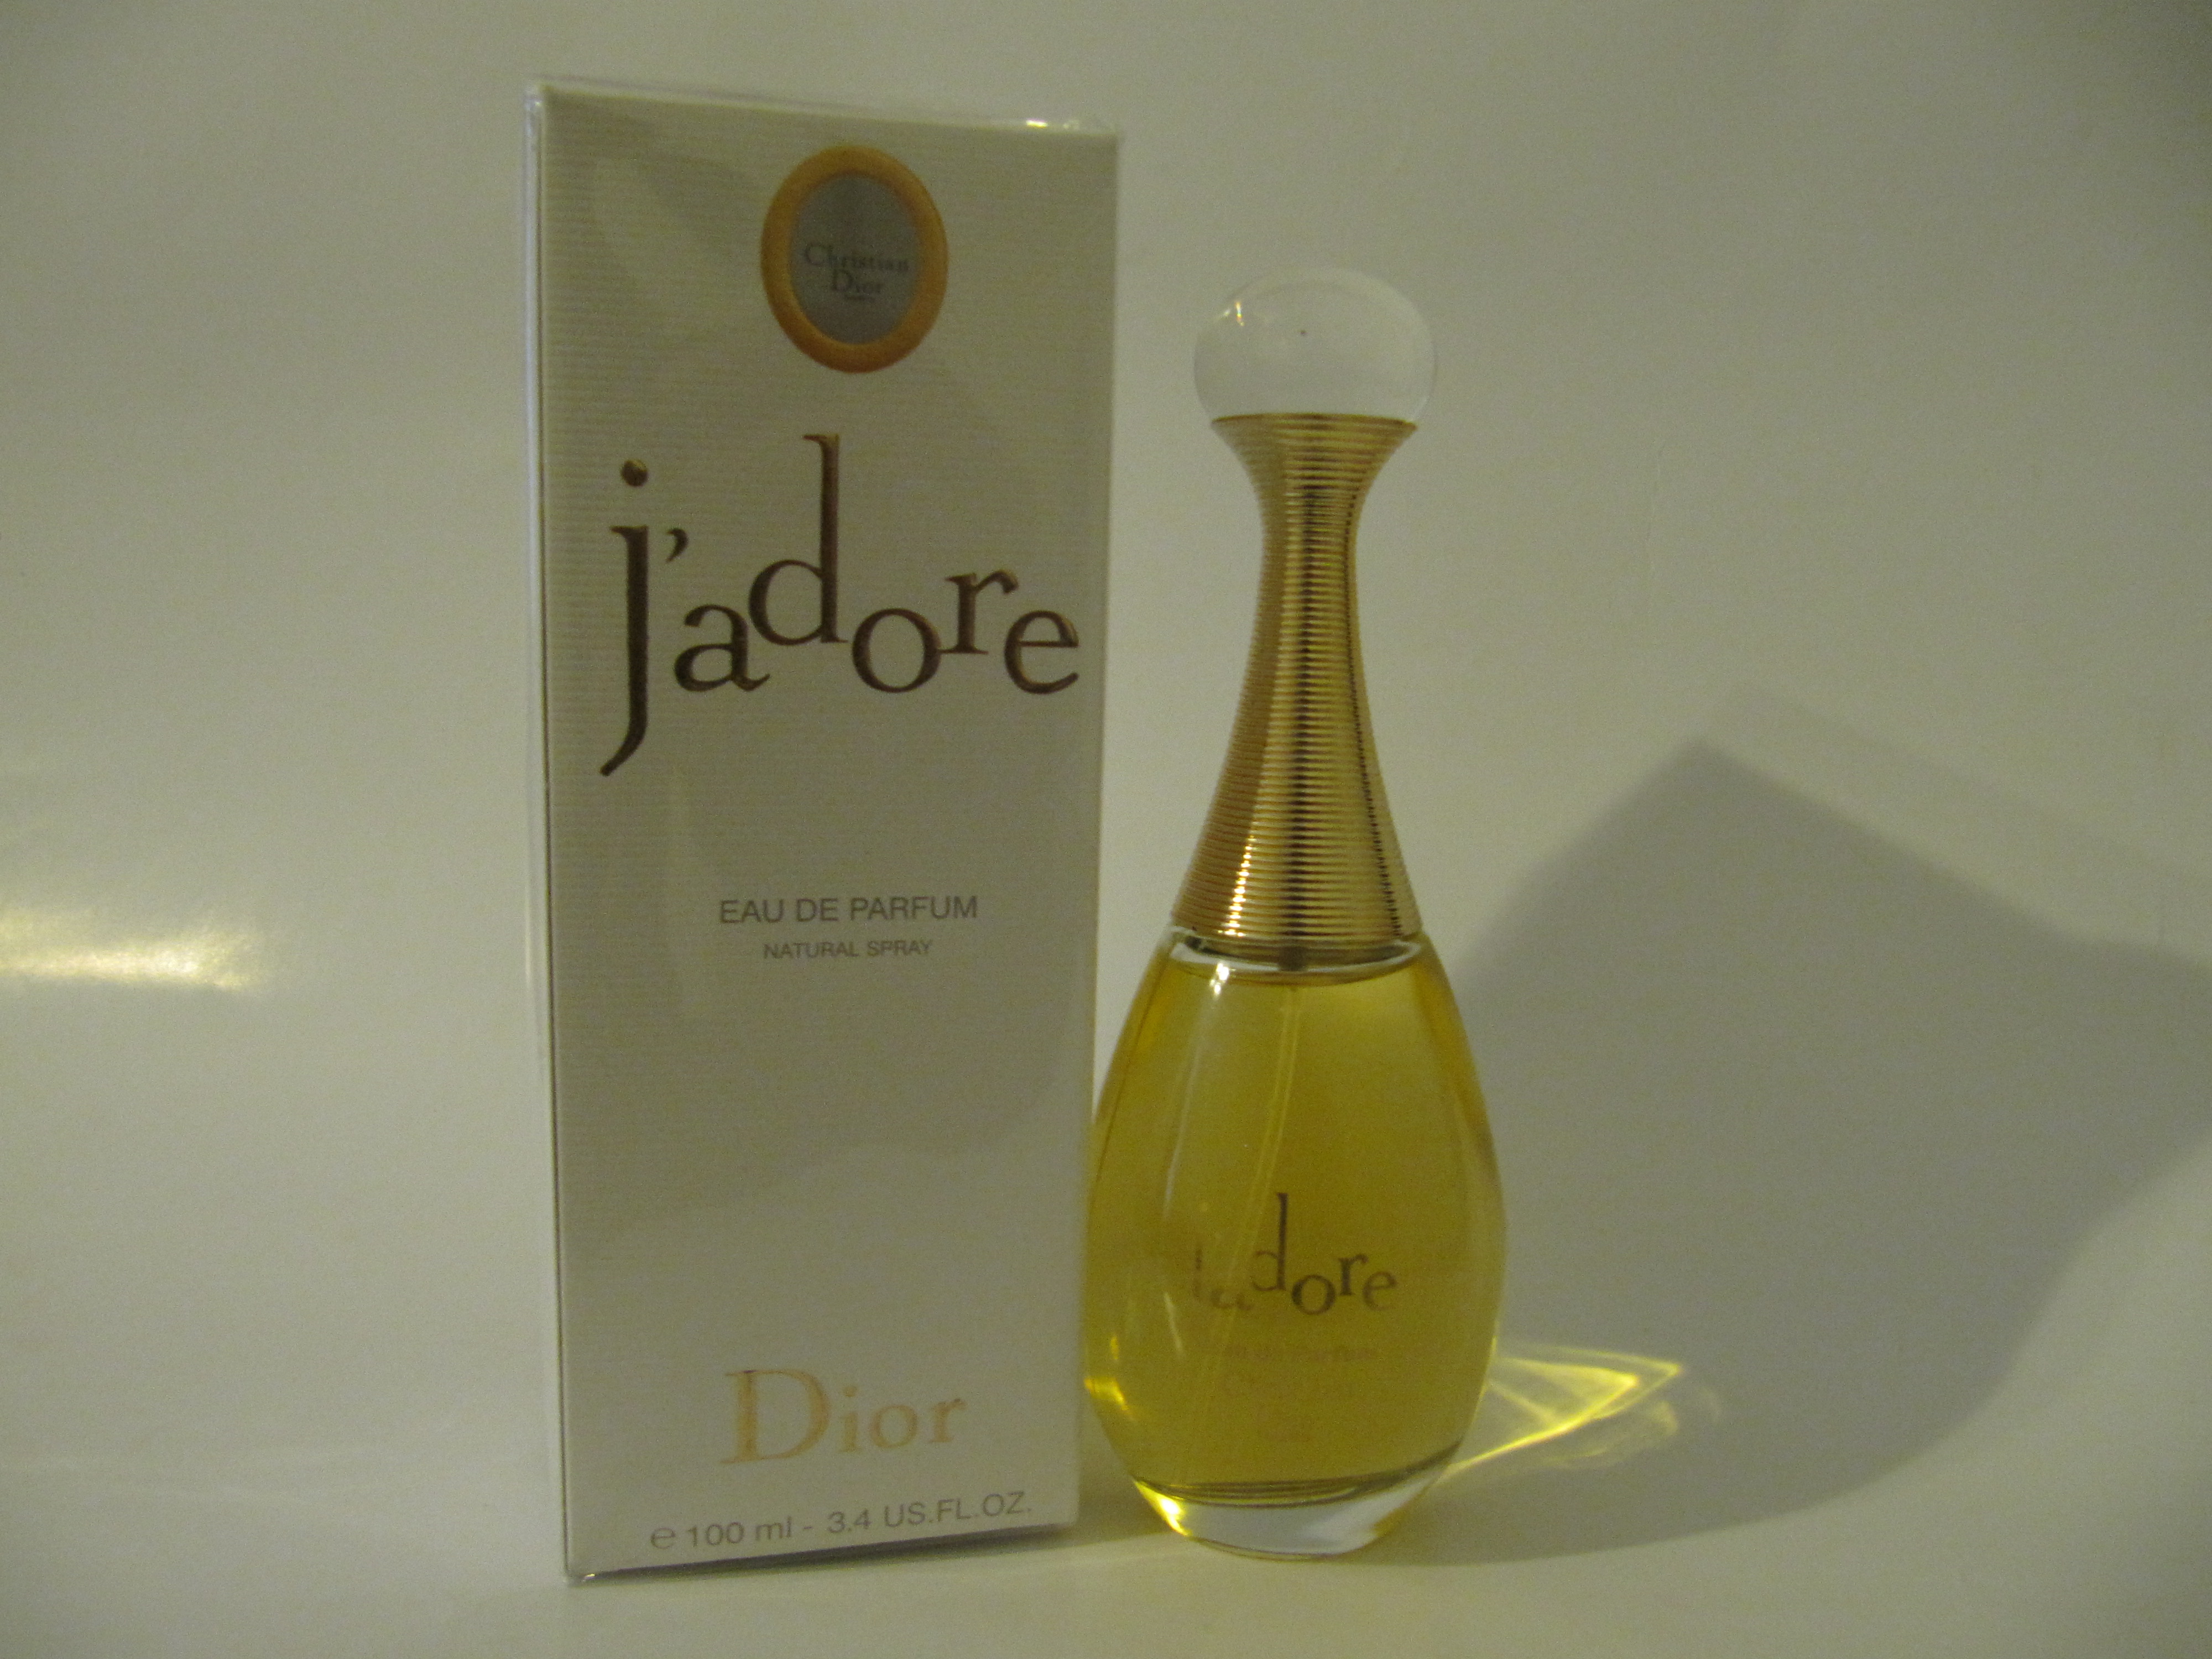 Christian
Dior
j'adore
EAU DE PARFUM
NATURAL SPRAY
Dior
℮ 100 ml - 3.4 US.FL.OZ.
j'adore